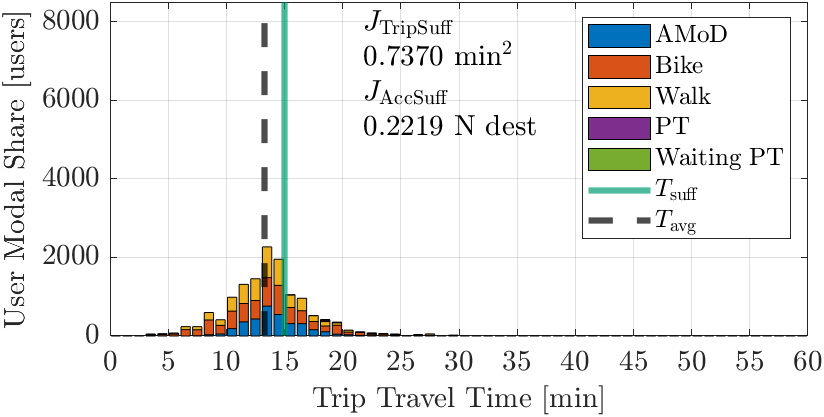 8000
6000
4000
2000
0
User Modal Share [users]
J_TripSuff
0.7370 min²
J_AccSuff
0.2219 N dest
AMoD
Bike
Walk
PT
Waiting PT
T_suff
T_avg
0 5 10 15 20 25 30 35 40 45 50 55 60
Trip Travel Time [min]